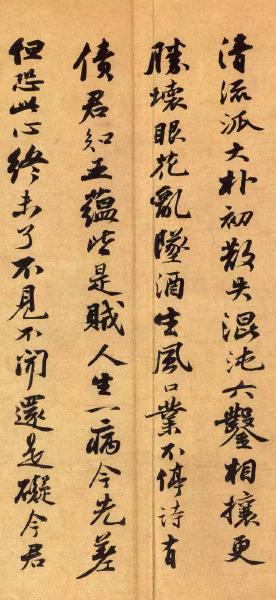 清流派大朴初散失混沌六鑿相攘更
勝壞眼花亂墜酒生風口業不停詩有
債君知五蘊皆是賊人生一病今先差
但恐此心終未了不見不聞還是礙今君